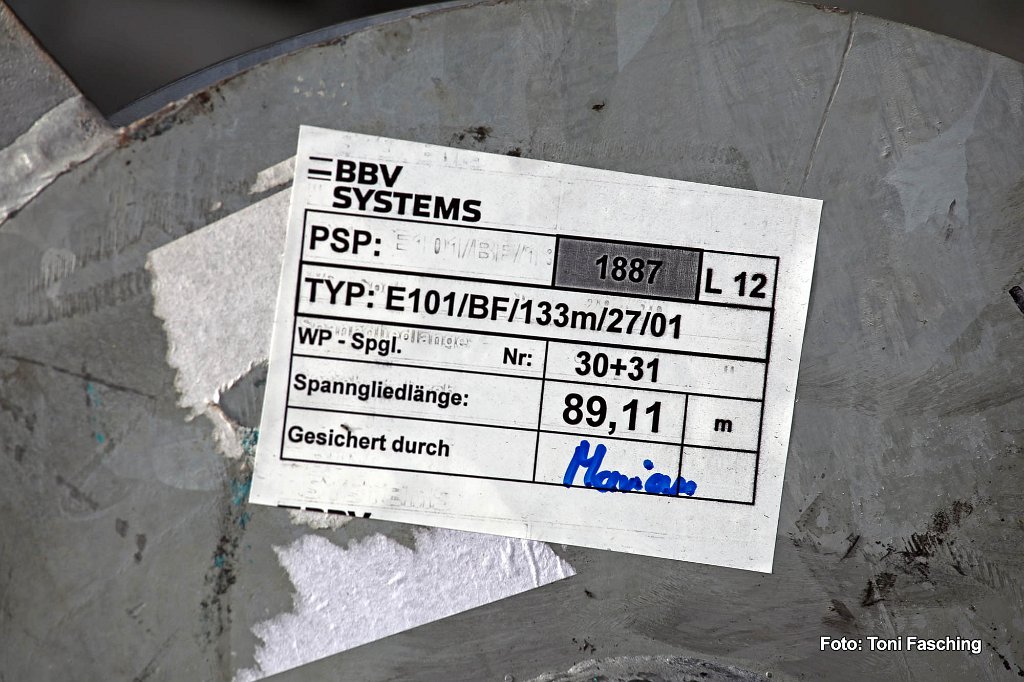 BBV
SYSTEMS
PSP: 1887 L 12
TYP: E101/BF/133m/27/01
WP - Spgl. Nr: 30+31
Spanngliedlänge: 89,11 m
Gesichert durch
Foto: Toni Fasching